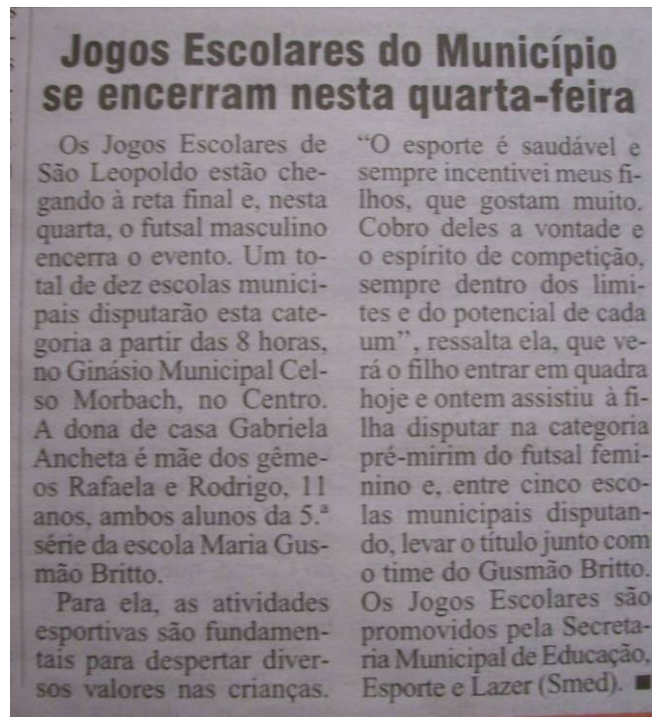 Jogos Escolares do Município
se encerram nesta quarta-feira
Os Jogos Escolares de
São Leopoldo estão che-
gando à reta final e, nesta
quarta, o futsal masculino
encerra o evento. Um to-
tal de dez escolas munici-
pais disputarão esta cate-
goria a partir das 8 horas,
no Ginásio Municipal Cel-
so Morbach, no Centro.
A dona de casa Gabriela
Ancheta é mãe dos gême-
os Rafaela e Rodrigo, 11
anos, ambos alunos da 5.ª
série da escola Maria Gus-
mão Britto.
Para ela, as atividades
esportivas são fundamen-
tais para despertar diver-
sos valores nas crianças.
“O esporte é saudável e
sempre incentivei meus fi-
lhos, que gostam muito.
Cobro deles a vontade e
o espírito de competição,
sempre dentro dos limi-
tes e do potencial de cada
um”, ressalta ela, que ve-
rá o filho entrar em quadra
hoje e ontem assistiu à fi-
lha disputar na categoria
pré-mirim do futsal femi-
nino e, entre cinco esco-
las municipais disputan-
do, levar o título junto com
o time do Gusmão Britto.
Os Jogos Escolares são
promovidos pela Secreta-
ria Municipal de Educação,
Esporte e Lazer (Smed). ■